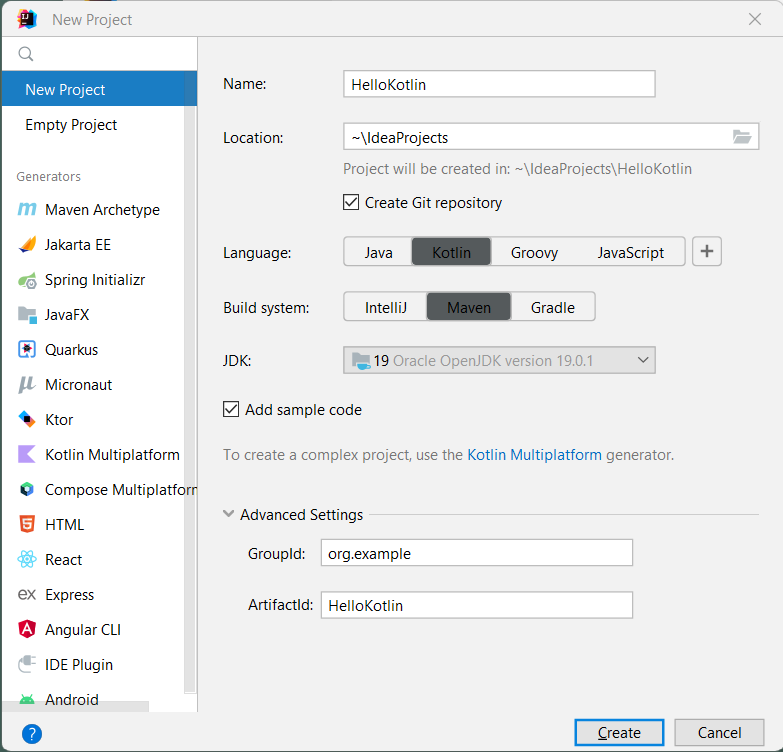 New Project
New Project
Empty Project
Generators
Maven Archetype
Jakarta EE
Spring Initializr
JavaFX
Quarkus
Micronaut
Ktor
Kotlin Multiplatform
Compose Multiplatform
HTML
React
ex Express
Angular CLI
IDE Plugin
Android
Name: HelloKotlin
Location: ~\IdeaProjects
Project will be created in: ~\IdeaProjects\HelloKotlin
Create Git repository
Language: Java Kotlin Groovy JavaScript +
Build system: IntelliJ Maven Gradle
JDK: 19 Oracle OpenJDK version 19.0.1
Add sample code
To create a complex project, use the Kotlin Multiplatform generator.
Advanced Settings
GroupId: org.example
ArtifactId: HelloKotlin
? Create Cancel